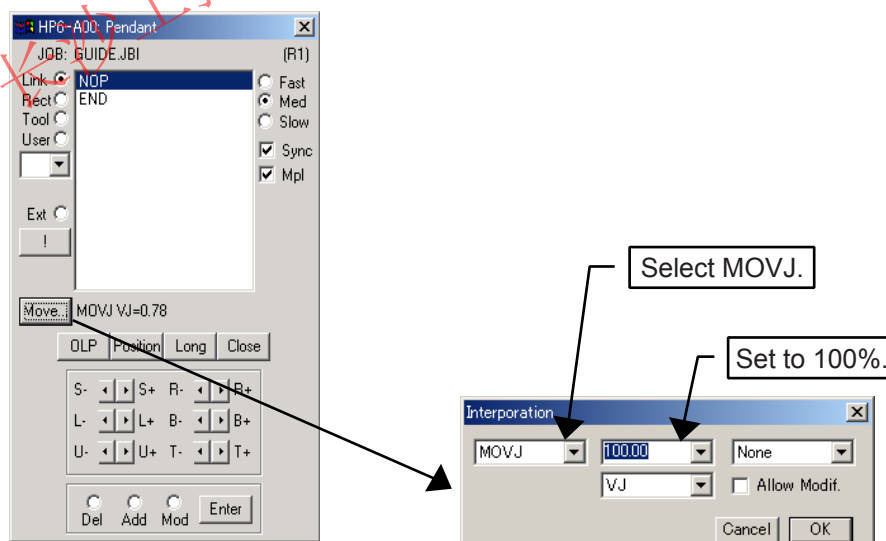 HP6-A00: Pendant
JOB: GUIDE.JBI (R1)
Link NOP Fast
Rect END Med
Tool Slow
User Sync
Mpl
Ext
!
Move... MOVJ VJ=0.78
OLP Position Long Close
S- S+ R- R+
L- L+ B- B+
U- U+ T- T+
Del Add Mod Enter
Select MOVJ.
Set to 100%.
Interporation
MOVJ 100.00 None
VJ Allow Modif.
Cancel OK